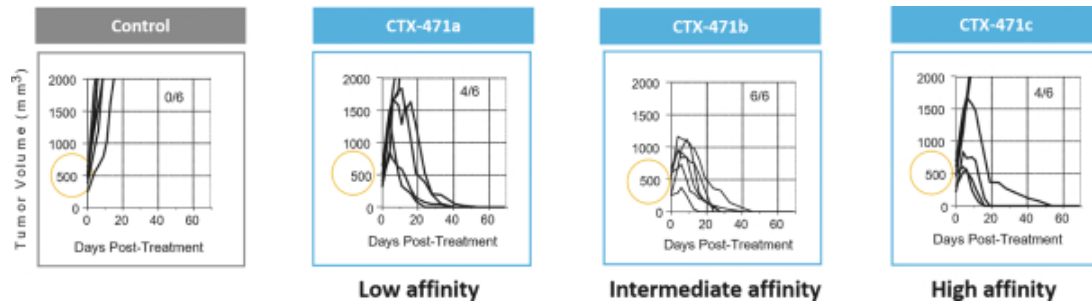 Control
CTX-471a
CTX-471b
CTX-471c
Tumor Volume (mm³)
2000
1500
1000
500
0
0/6
0 20 40 60
Days Post-Treatment
2000
1500
1000
500
0
4/6
0 20 40 60
Days Post-Treatment
2000
1500
1000
500
0
6/6
0 20 40 60
Days Post-Treatment
2000
1500
1000
500
0
4/6
0 20 40 60
Days Post-Treatment
Low affinity
Intermediate affinity
High affinity